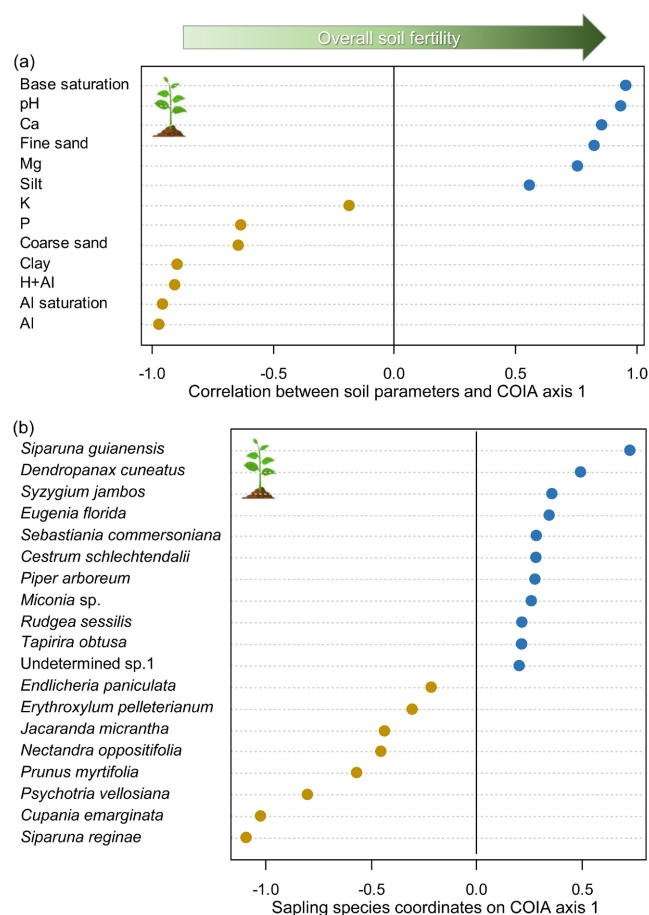 Overall soil fertility
(a)
Base saturation
pH
Ca
Fine sand
Mg
Silt
K
P
Coarse sand
Clay
H+Al
Al saturation
Al
-1.0 -0.5 0.0 0.5 1.0
Correlation between soil parameters and COIA axis 1
(b)
Siparuna guianensis
Dendropanax cuneatus
Syzygium jambos
Eugenia florida
Sebastiania commersoniana
Cestrum schlechtendalii
Piper arboreum
Miconia sp.
Rudgea sessilis
Tapirira obtusa
Undetermined sp.1
Endlicheria paniculata
Erythroxylum pelleterianum
Jacaranda micrantha
Nectandra oppositifolia
Prunus myrtifolia
Psychotria vellosiana
Cupania emarginata
Siparuna reginae
-1.0 -0.5 0.0 0.5
Sapling species coordinates on COIA axis 1